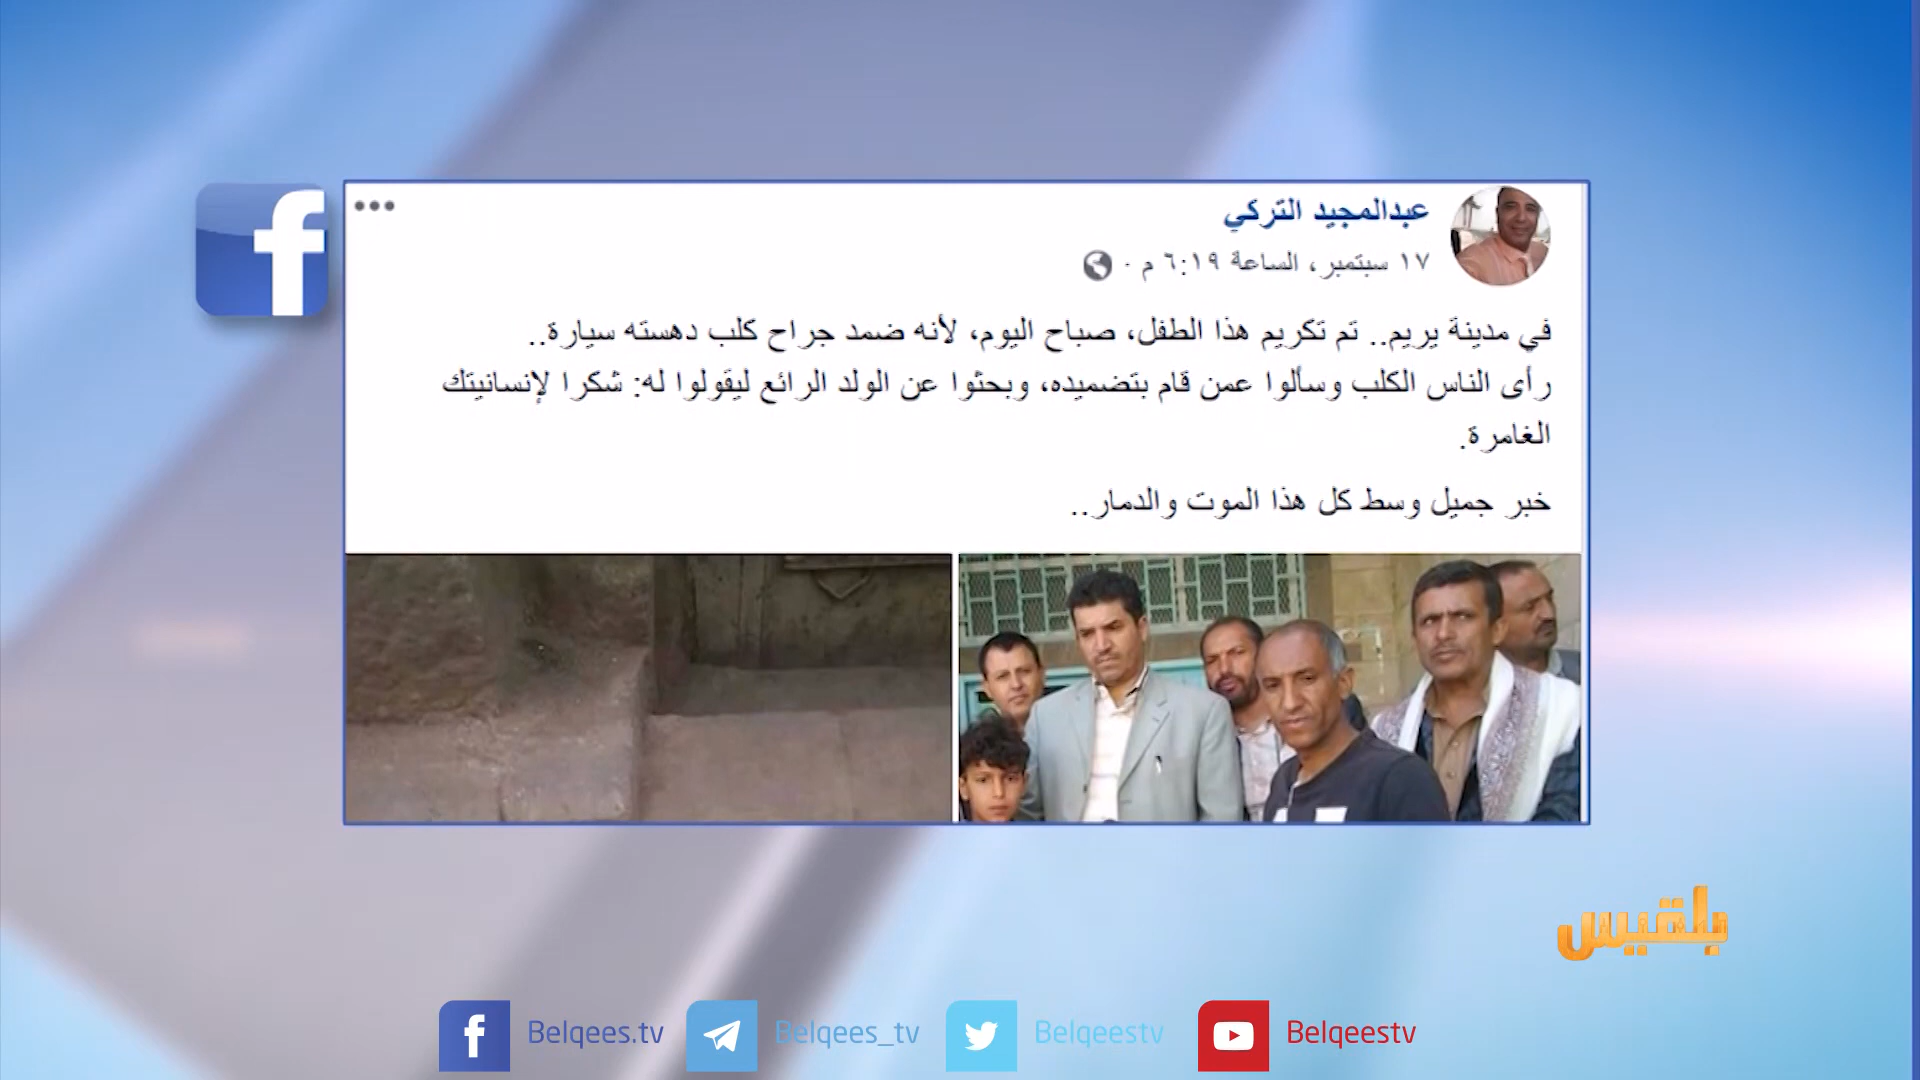 عبدالمجيد التركي
١٧ سبتمبر، الساعة ٦:١٩ م ·
في مدينة يريم.. تم تكريم هذا الطفل، صباح اليوم، لأنه ضمد جراح كلب دهسته سيارة..
رأى الناس الكلب وسألوا عمن قام بتضميده، وبحثوا عن الولد الرائع ليقولوا له: شكرا لإنسانيتك
الغامرة.
خبر جميل وسط كل هذا الموت والدمار..
بلقيس
Belqees.tv
Belqees_tv
Belqeestv
Belqeestv